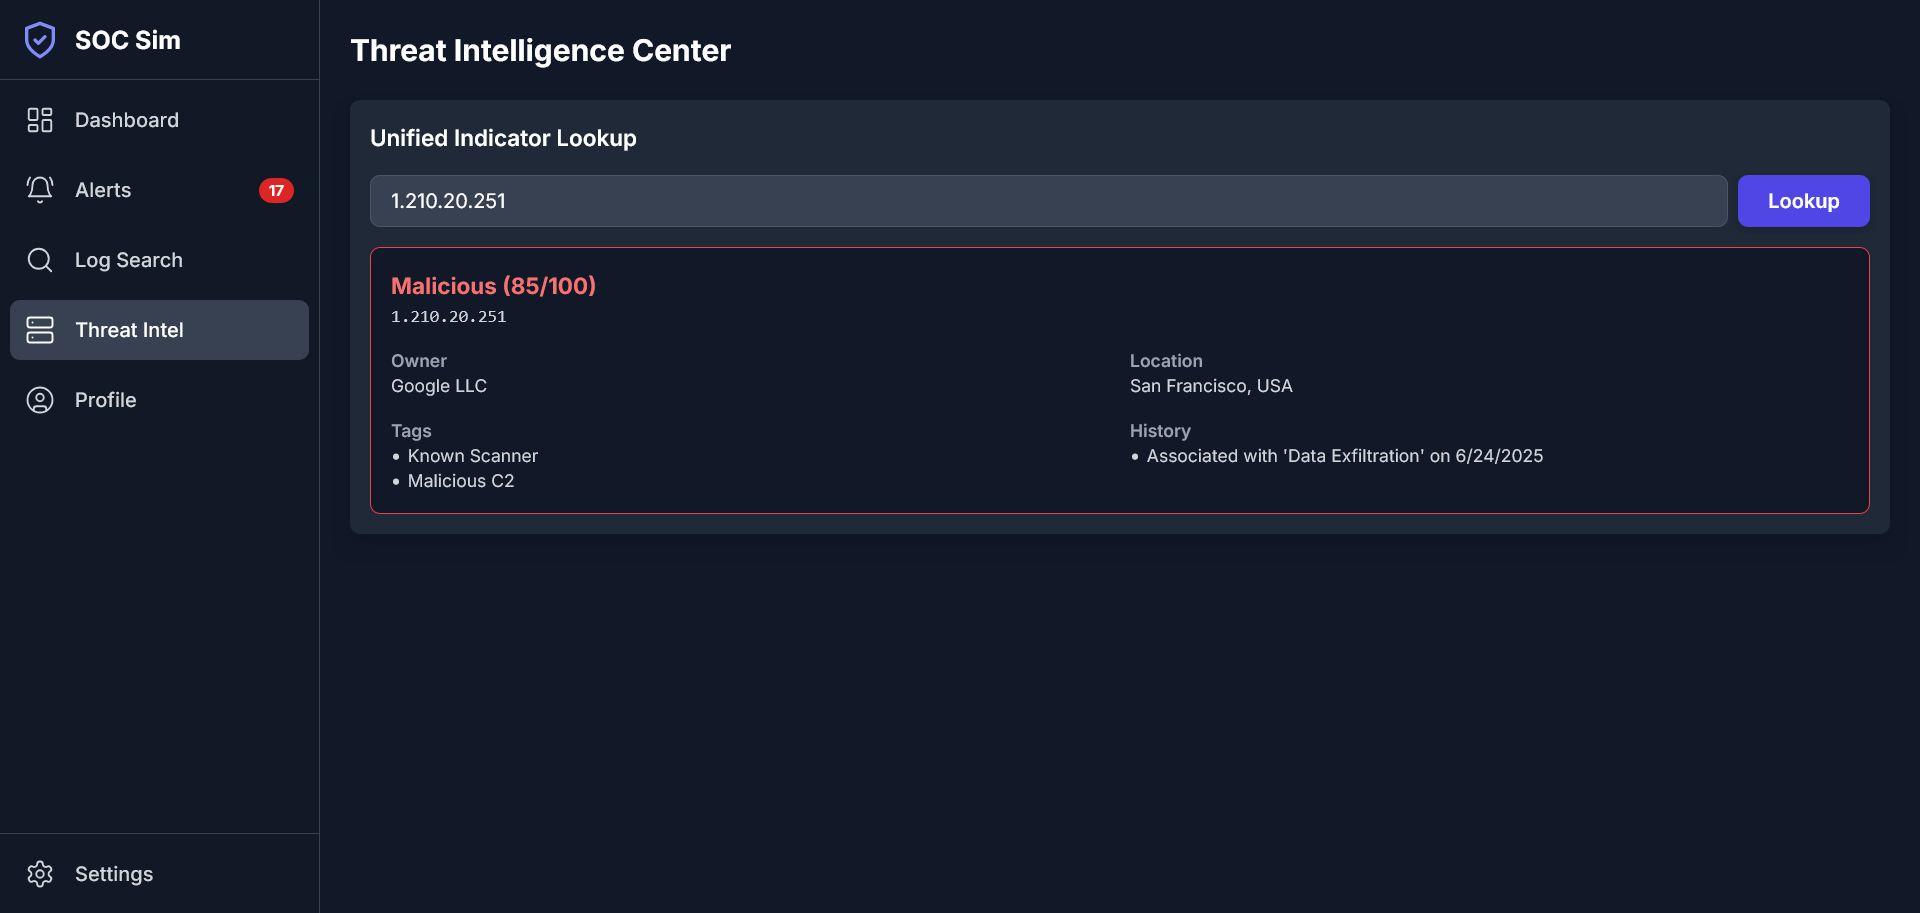 SOC Sim
Dashboard
Alerts
17
Log Search
Threat Intel
Profile
Settings
Threat Intelligence Center
Unified Indicator Lookup
1.210.20.251
Lookup
Malicious (85/100)
1.210.20.251
Owner
Google LLC
Location
San Francisco, USA
Tags
• Known Scanner
• Malicious C2
History
• Associated with 'Data Exfiltration' on 6/24/2025